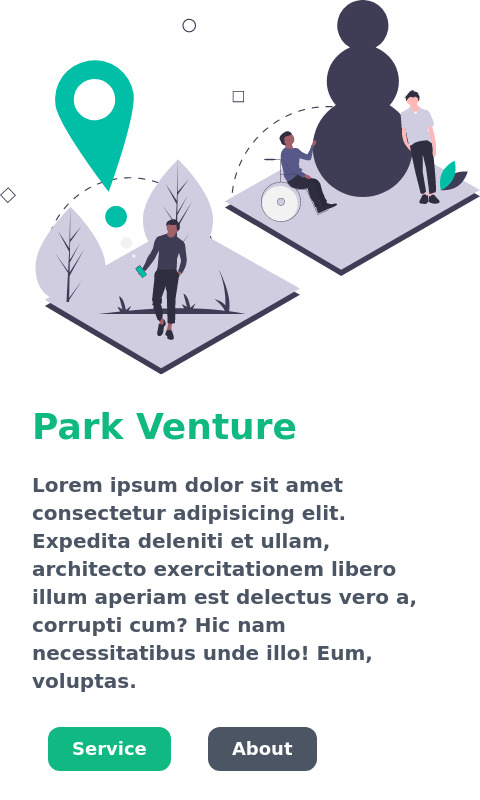 Park Venture
Lorem ipsum dolor sit amet
consectetur adipisicing elit.
Expedita deleniti et ullam,
architecto exercitationem libero
illum aperiam est delectus vero a,
corrupti cum? Hic nam
necessitatibus unde illo! Eum,
voluptas.
Service
About